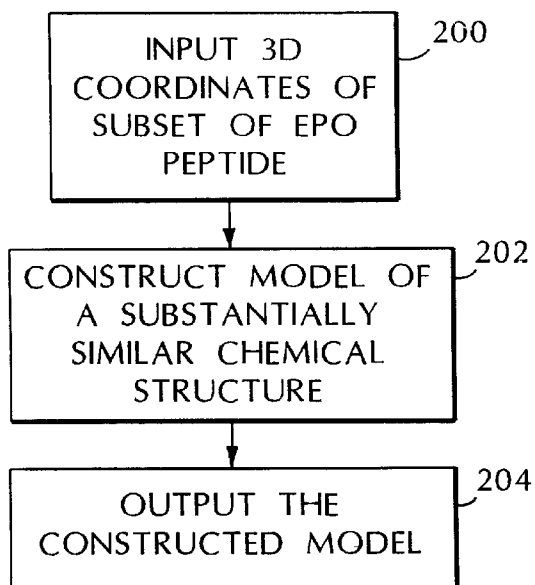 INPUT 3D
COORDINATES OF
SUBSET OF EPO
PEPTIDE
200
CONSTRUCT MODEL OF
A SUBSTANTIALLY
SIMILAR CHEMICAL
STRUCTURE
202
OUTPUT THE
CONSTRUCTED MODEL
204